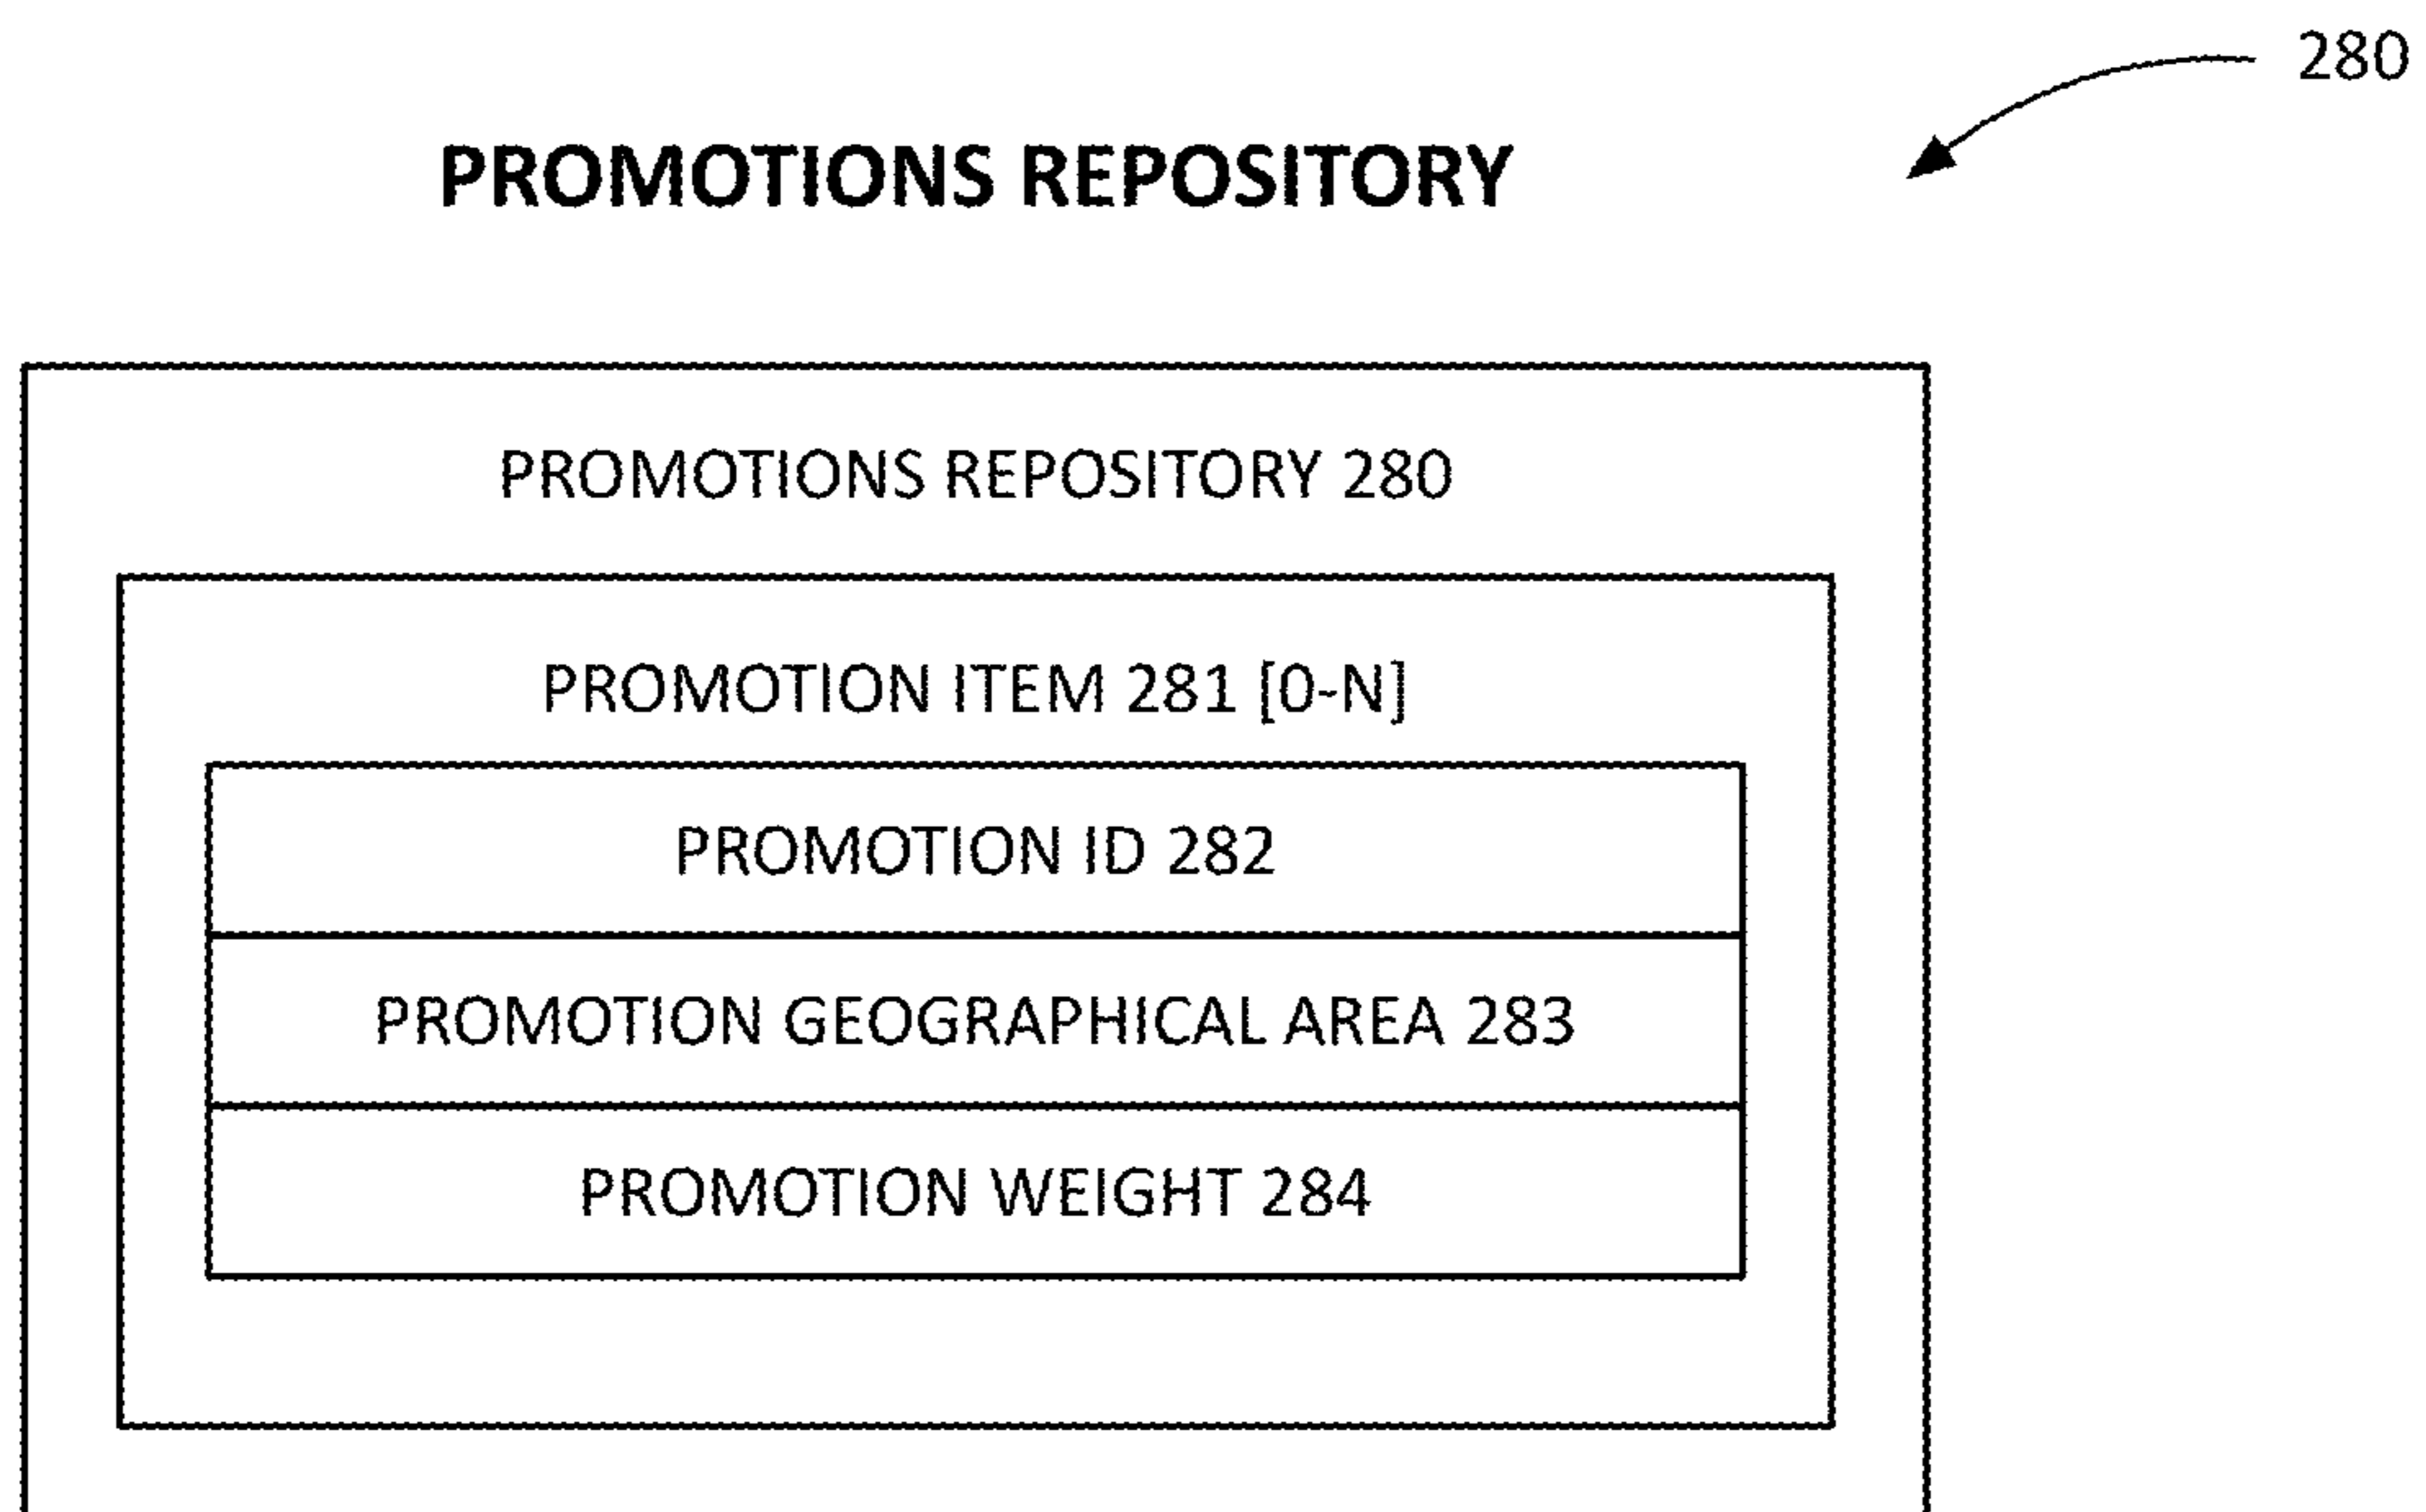 280
PROMOTIONS REPOSITORY
PROMOTIONS REPOSITORY 280
PROMOTION ITEM 281 [0-N]
PROMOTION ID 282
PROMOTION GEOGRAPHICAL AREA 283
PROMOTION WEIGHT 284